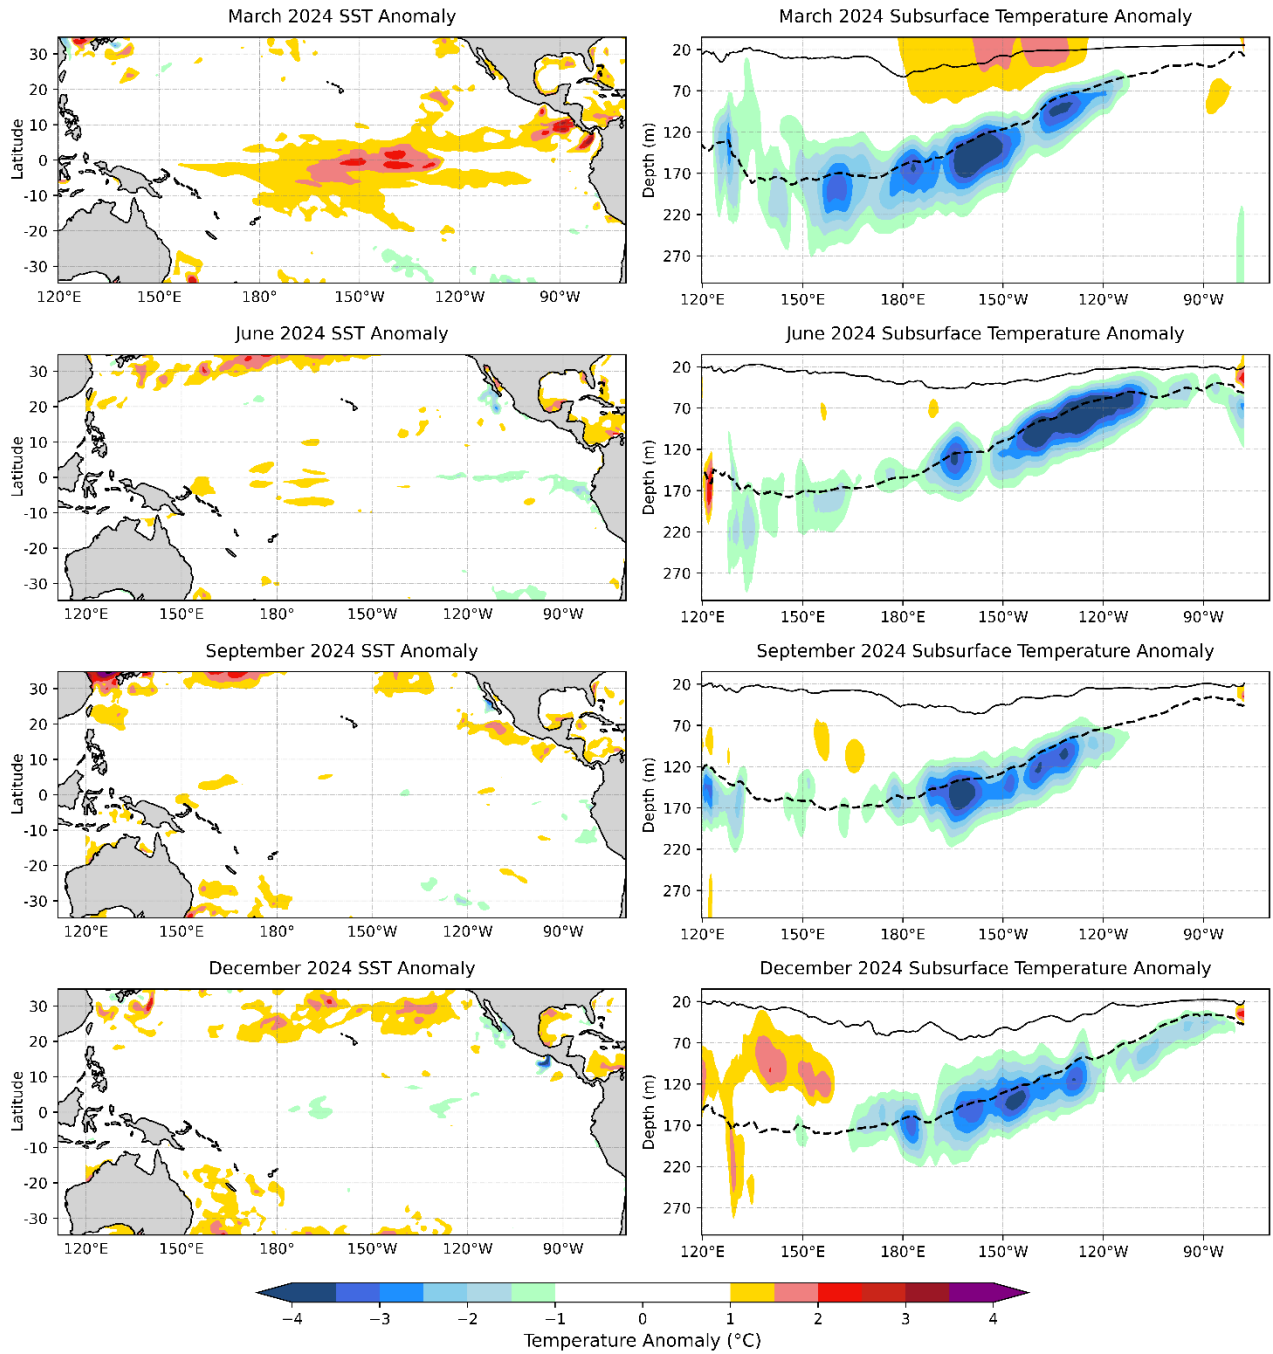 March 2024 SST Anomaly
March 2024 Subsurface Temperature Anomaly
Latitude
30
20
10
0
-10
-20
-30
120°E 150°E 180° 150°W 120°W 90°W
Depth (m)
20
70
120
170
220
270
120°E 150°E 180°E 150°W 120°W 90°W
June 2024 SST Anomaly
June 2024 Subsurface Temperature Anomaly
Latitude
30
20
10
0
-10
-20
-30
120°E 150°E 180° 150°W 120°W 90°W
Depth (m)
20
70
120
170
220
270
120°E 150°E 180°E 150°W 120°W 90°W
September 2024 SST Anomaly
September 2024 Subsurface Temperature Anomaly
Latitude
30
20
10
0
-10
-20
-30
120°E 150°E 180° 150°W 120°W 90°W
Depth (m)
20
70
120
170
220
270
120°E 150°E 180°E 150°W 120°W 90°W
December 2024 SST Anomaly
December 2024 Subsurface Temperature Anomaly
Latitude
30
20
10
0
-10
-20
-30
120°E 150°E 180° 150°W 120°W 90°W
Depth (m)
20
70
120
170
220
270
120°E 150°E 180°E 150°W 120°W 90°W
−4 −3 −2 −1 0 1 2 3 4
Temperature Anomaly (°C)